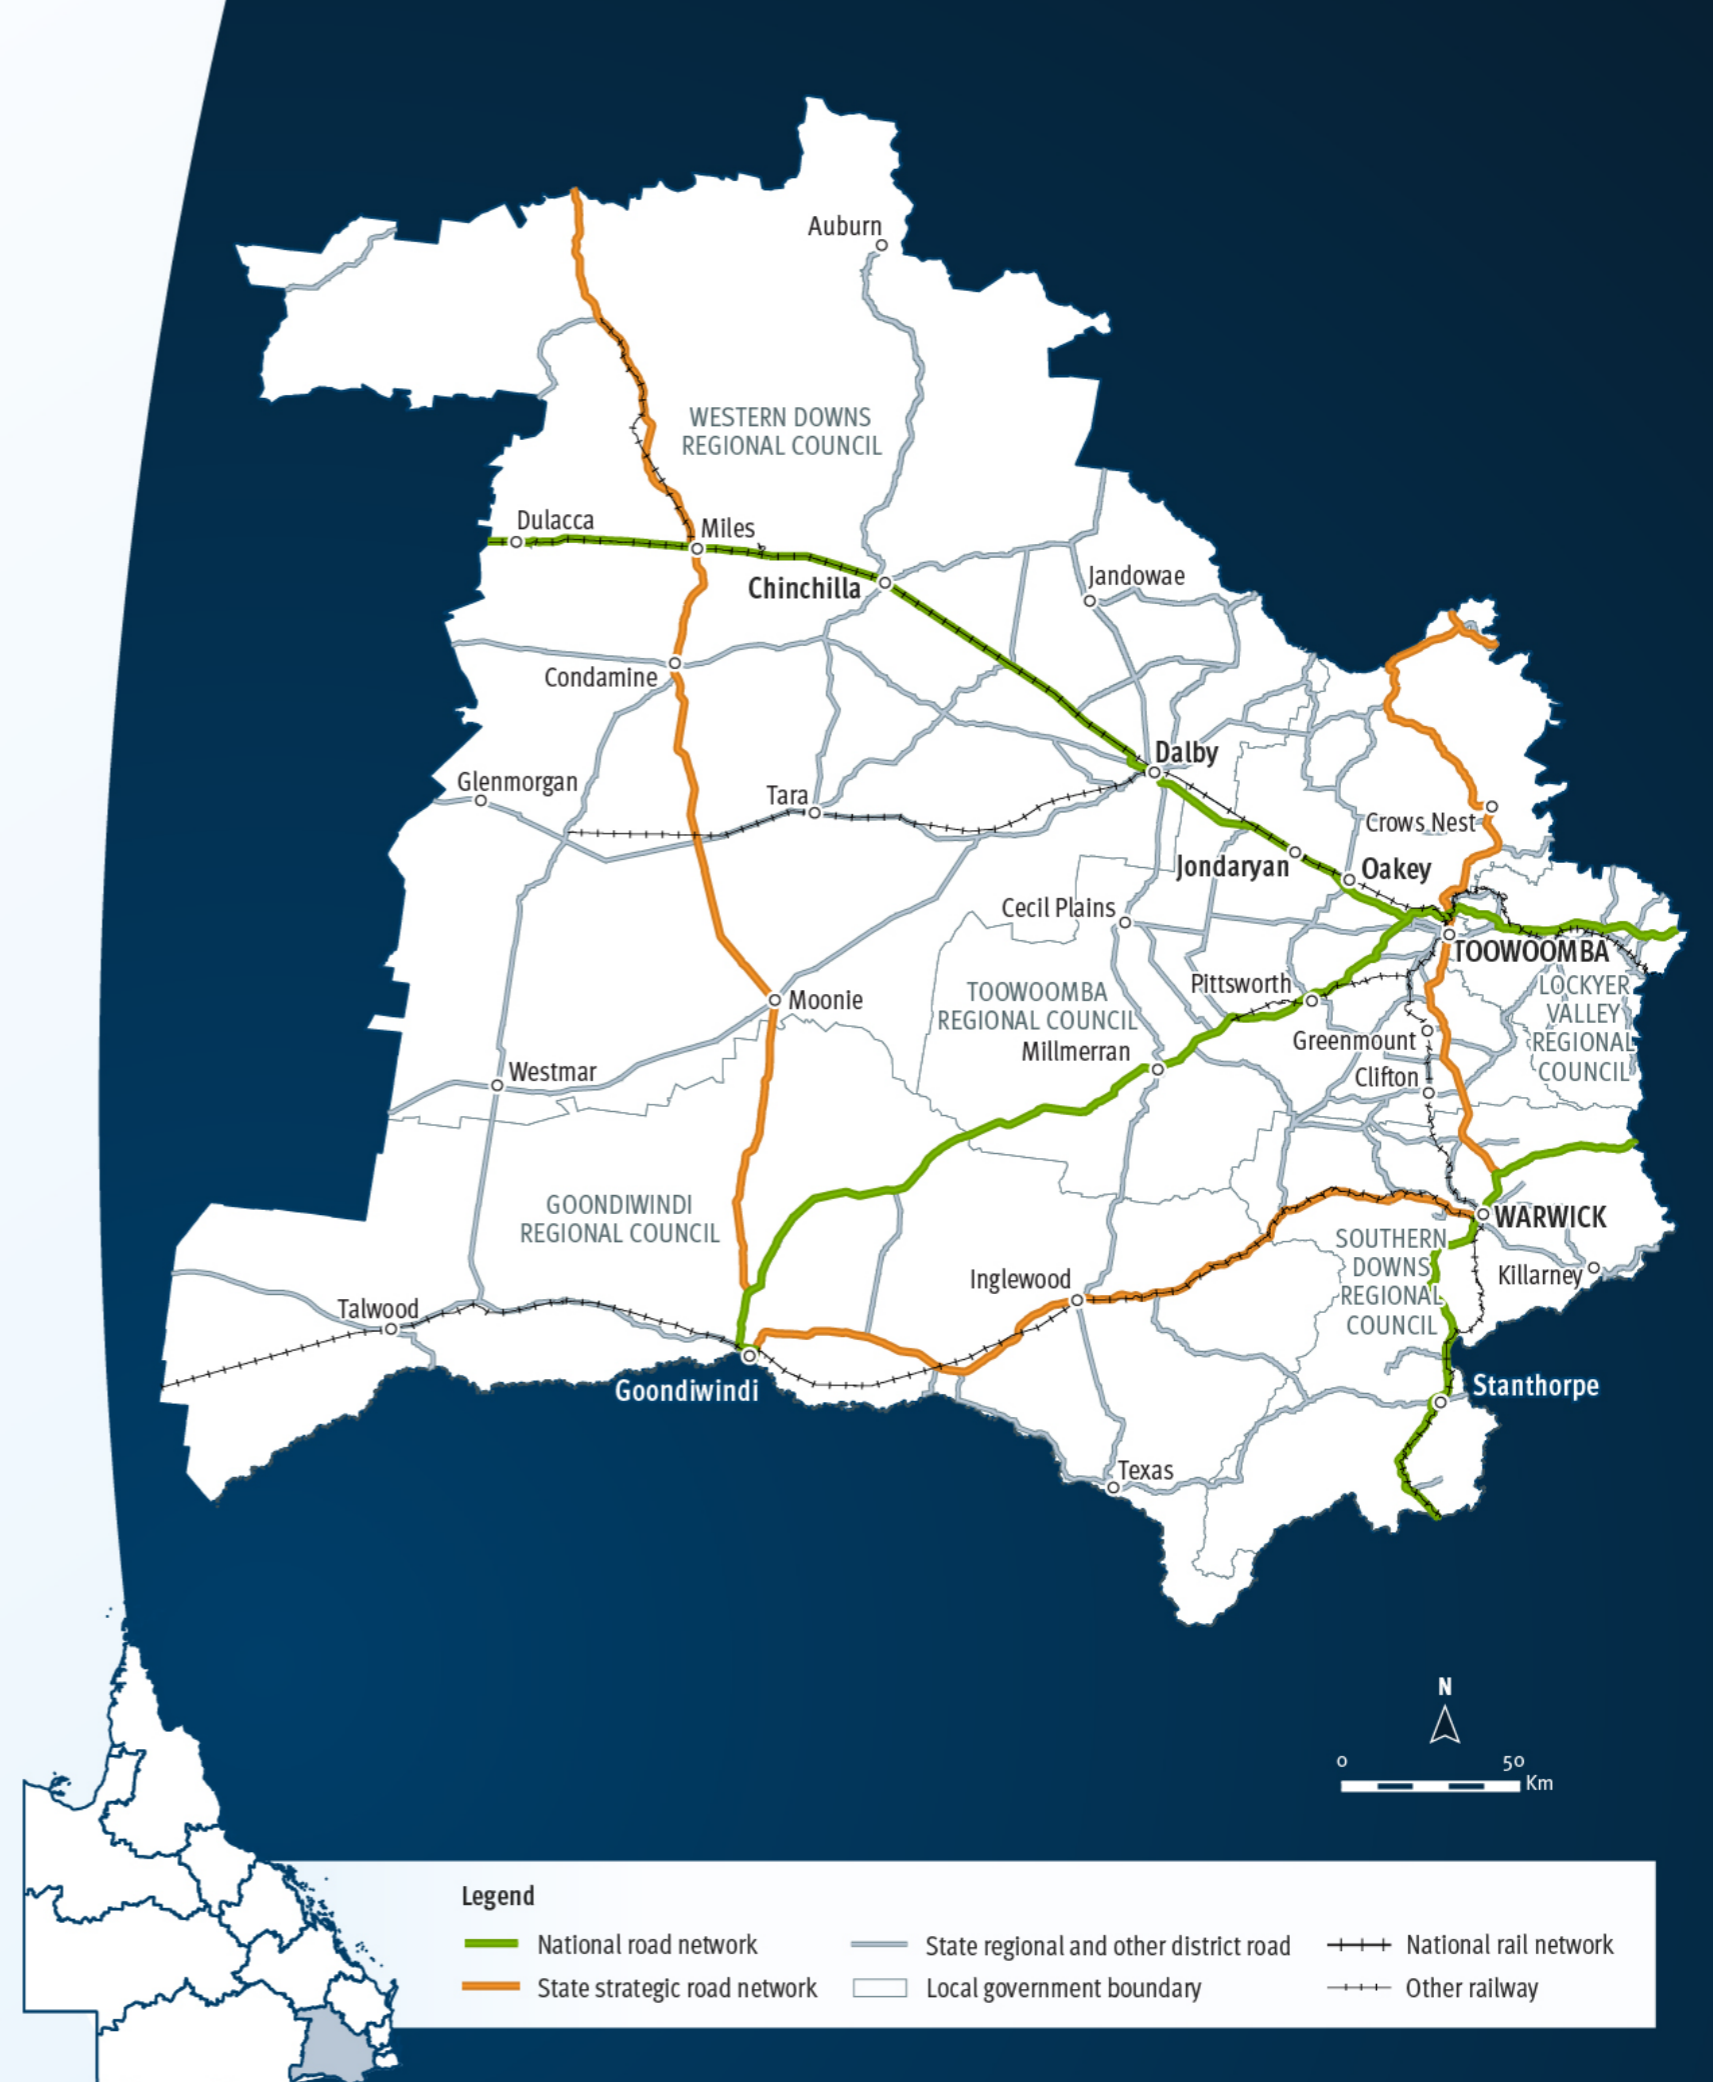 Auburn
WESTERN DOWNS
REGIONAL COUNCIL
Dulacca
Miles
Chinchilla
Jandowae
Condamine
Dalby
Glenmorgan
Tara
Crows Nest
Jondaryan
Oakey
Cecil Plains
TOOWOOMBA
Pittsworth
LOCKYER
VALLEY
REGIONAL
COUNCIL
TOOWOOMBA
REGIONAL COUNCIL
Moonie
Greenmount
Millmerran
Clifton
Westmar
GOONDIWINDI
REGIONAL COUNCIL
WARWICK
SOUTHERN
DOWNS
REGIONAL
COUNCIL
Killarney
Inglewood
Talwood
Goondiwindi
Stanthorpe
Texas
N
0 50
Km
Legend
National road network
State regional and other district road
National rail network
State strategic road network
Local government boundary
Other railway